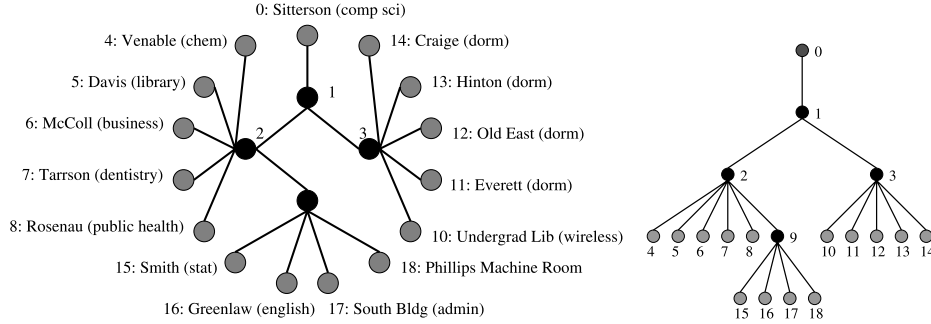 0: Sitterson (comp sci)
4: Venable (chem)
14: Craige (dorm)
5: Davis (library)
13: Hinton (dorm)
1
6: McColl (business)
2
3
12: Old East (dorm)
7: Tarrson (dentistry)
11: Everett (dorm)
8: Rosenau (public health)
10: Undergrad Lib (wireless)
15: Smith (stat)
18: Phillips Machine Room
16: Greenlaw (english)
17: South Bldg (admin)
0
1
2
3
4 5 6 7 8 9 10 11 12 13 14
15 16 17 18